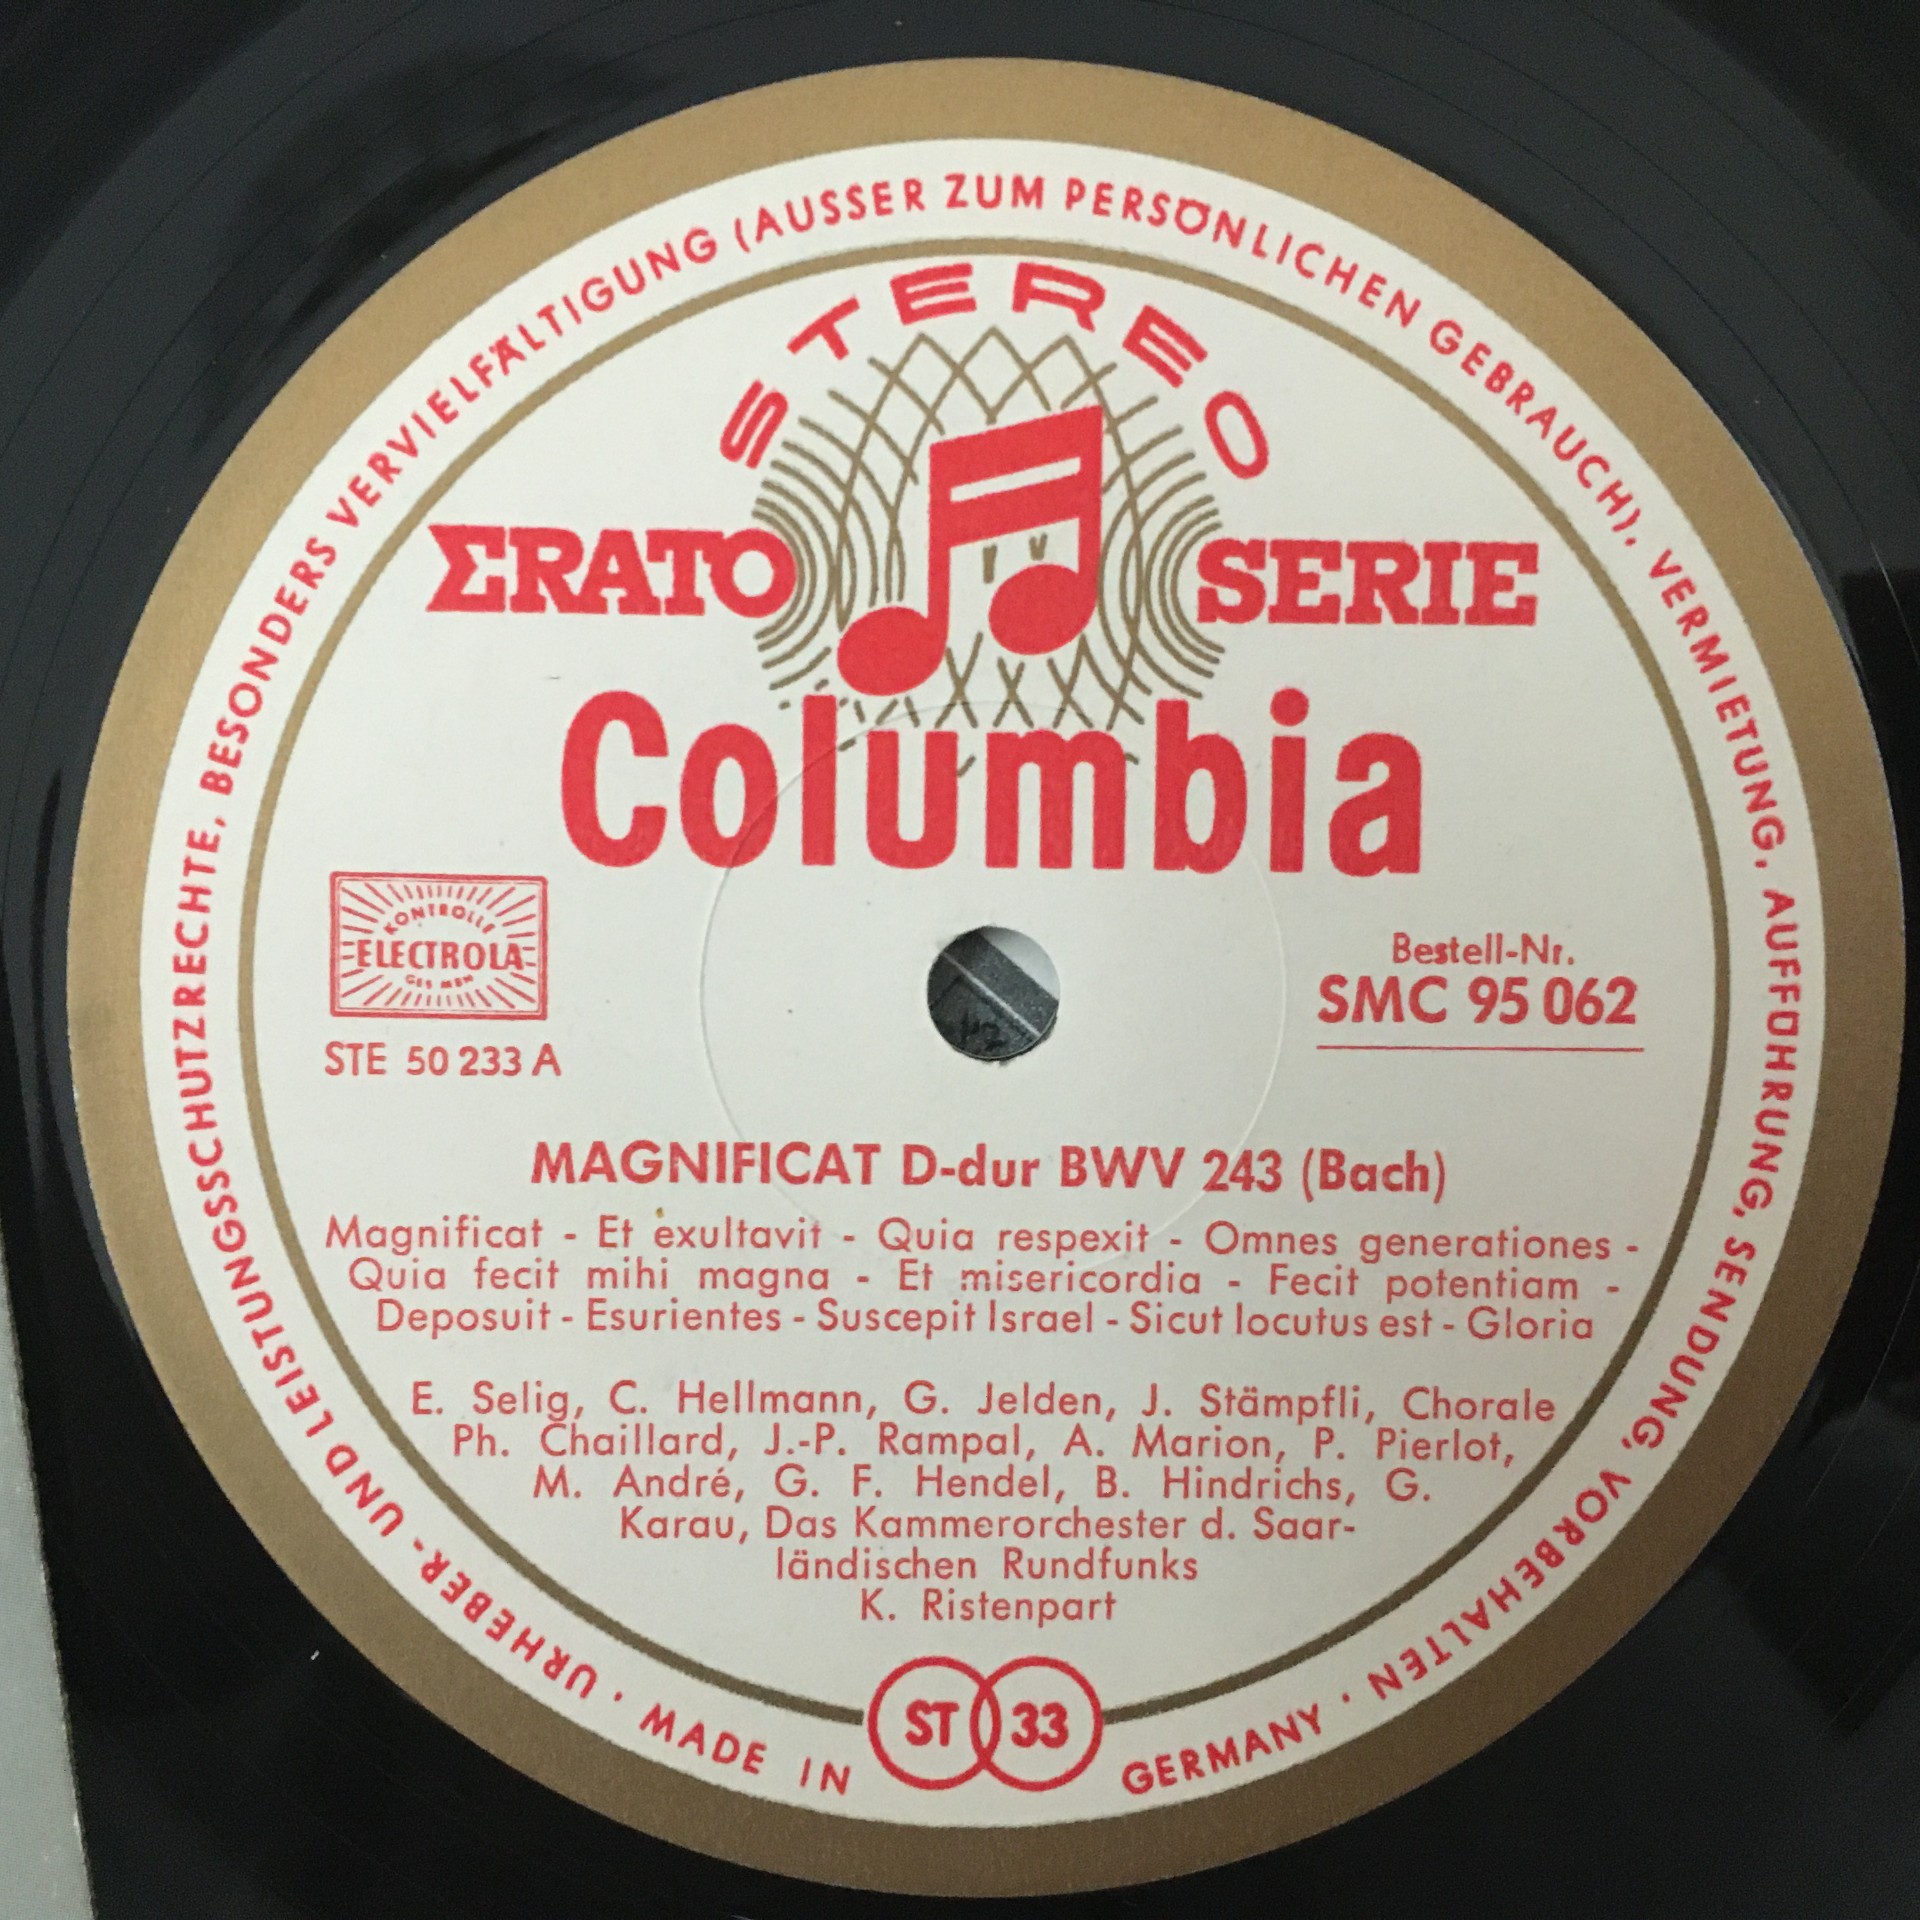 URHEBER- UND LEISTUNGSSCHUTZRECHTE, BESONDERS VERVIELFÄLTIGUNG (AUSSER ZUM PERSÖNLICHEN GEBRAUCH), VERMIETUNG, AUFFÜHRUNG, SENDUNG, VORBEHALTEN ·
STEREO
ΣRATO SERIE
Columbia
KONTROLLE
ELECTROLA
GES MBH
STE 50 233 A
Bestell-Nr.
SMC 95 062
MAGNIFICAT D-dur BWV 243 (Bach)
Magnificat - Et exultavit - Quia respexit - Omnes generationes -
Quia fecit mihi magna - Et misericordia - Fecit potentiam -
Deposuit - Esurientes - Suscepit Israel - Sicut locutus est - Gloria
E. Selig, C. Hellmann, G. Jelden, J. Stämpfli, Chorale
Ph. Chaillard, J.-P. Rampal, A. Marion, P. Pierlot,
M. André, G. F. Hendel, B. Hindrichs, G.
Karau, Das Kammerorchester d. Saar-
ländischen Rundfunks
K. Ristenpart
ST 33
· MADE IN GERMANY